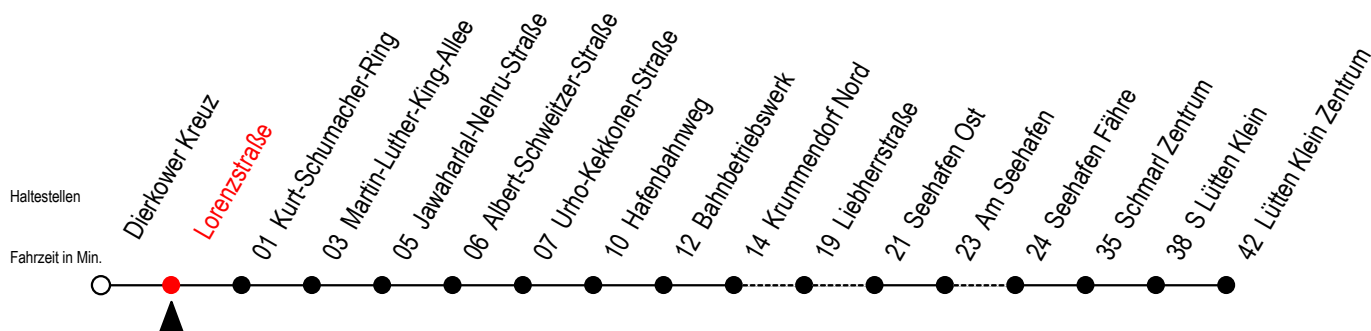 Haltestellen
Fahrzeit in Min.
Dierkower Kreuz
Lorenzstraße
01 Kurt-Schumacher-Ring
03 Martin-Luther-King-Allee
05 Jawaharlal-Nehru-Straße
06 Albert-Schweitzer-Straße
07 Urho-Kekkonen-Straße
10 Hafenbahnweg
12 Bahnbetriebswerk
14 Krummendorf Nord
19 Liebherrstraße
21 Seehafen Ost
23 Am Seehafen
24 Seehafen Fähre
35 Schmarl Zentrum
38 S Lütten Klein
42 Lütten Klein Zentrum